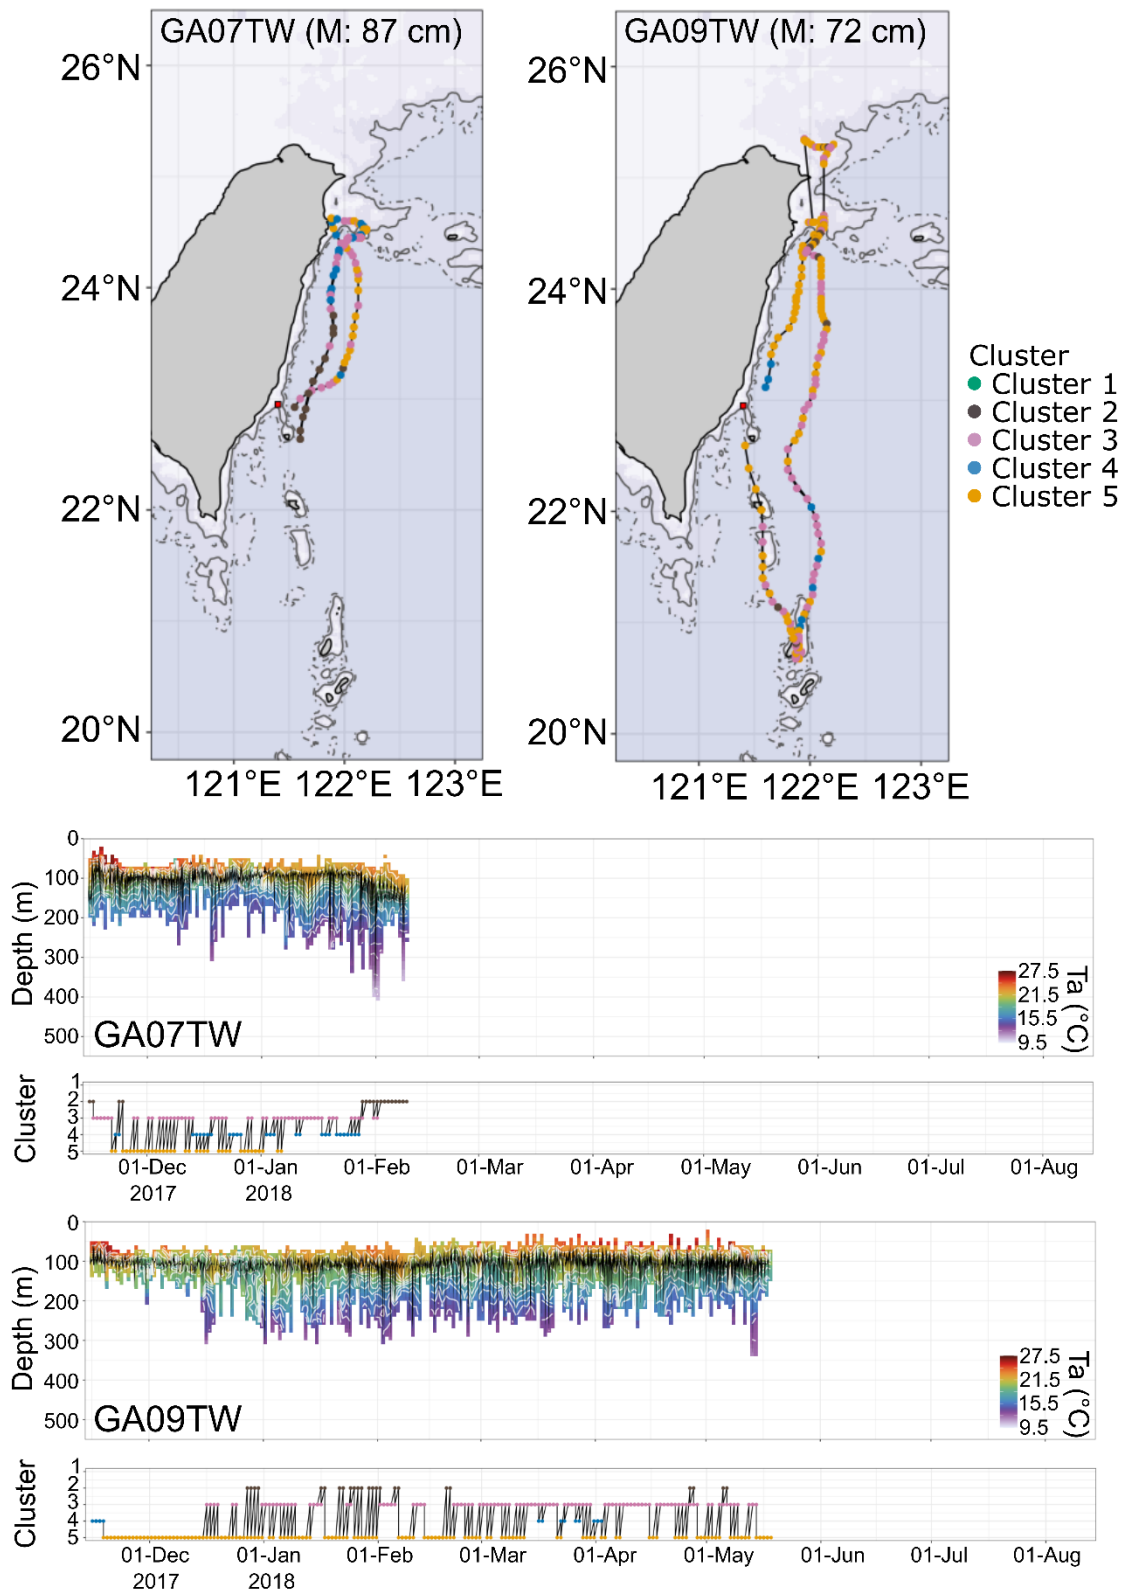 GA07TW (M: 87 cm)
GA09TW (M: 72 cm)
26°N
24°N
22°N
20°N
121°E 122°E 123°E
26°N
24°N
22°N
20°N
121°E 122°E 123°E
Cluster
Cluster 1
Cluster 2
Cluster 3
Cluster 4
Cluster 5
Depth (m)
0
100
200
300
400
500
GA07TW
27.5
21.5
15.5
9.5
Ta (°C)
Cluster
1
2
3
4
5
01-Dec 01-Jan 01-Feb 01-Mar 01-Apr 01-May 01-Jun 01-Jul 01-Aug
2017 2018
Depth (m)
0
100
200
300
400
500
GA09TW
27.5
21.5
15.5
9.5
Ta (°C)
Cluster
1
2
3
4
5
01-Dec 01-Jan 01-Feb 01-Mar 01-Apr 01-May 01-Jun 01-Jul 01-Aug
2017 2018